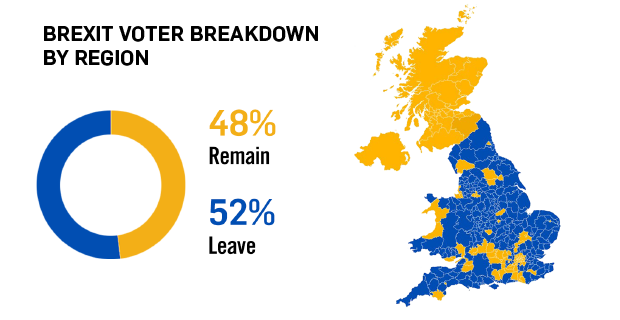 BREXIT VOTER BREAKDOWN
BY REGION
48%
Remain
52%
Leave